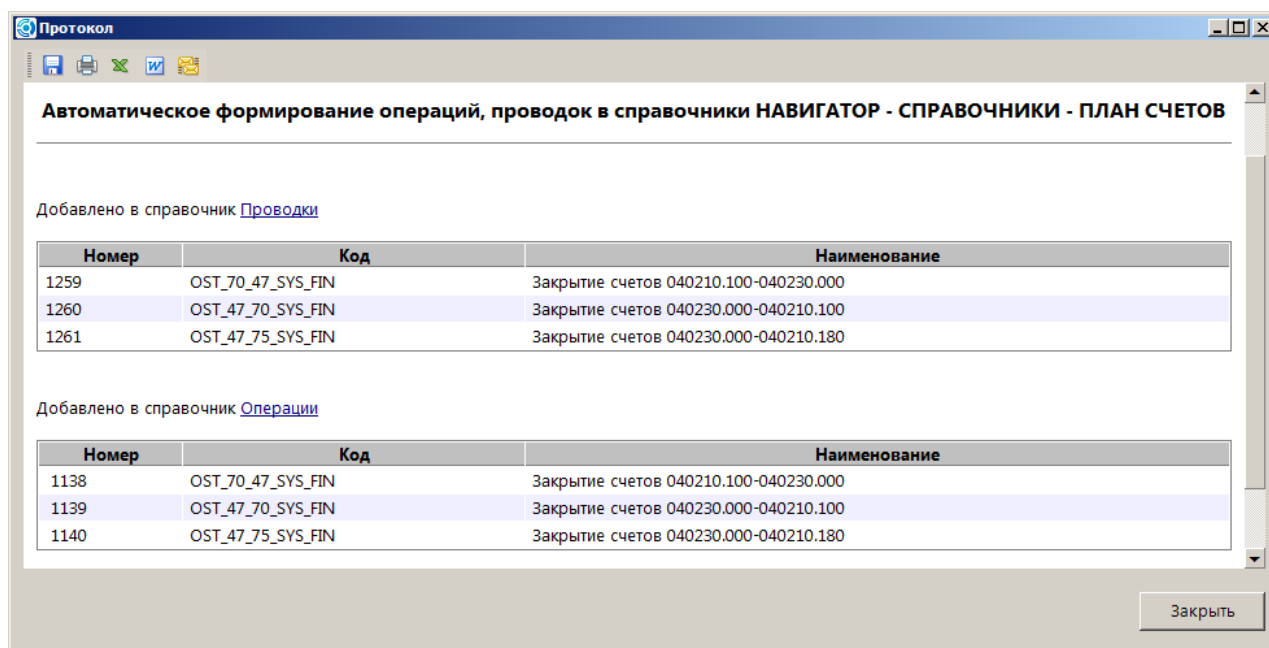 Протокол
Автоматическое формирование операций, проводок в справочники НАВИГАТОР - СПРАВОЧНИКИ - ПЛАН СЧЕТОВ
Добавлено в справочник Проводки
Номер Код Наименование
1259 OST_70_47_SYS_FIN Закрытие счетов 040210.100-040230.000
1260 OST_47_70_SYS_FIN Закрытие счетов 040230.000-040210.100
1261 OST_47_75_SYS_FIN Закрытие счетов 040230.000-040210.180
Добавлено в справочник Операции
Номер Код Наименование
1138 OST_70_47_SYS_FIN Закрытие счетов 040210.100-040230.000
1139 OST_47_70_SYS_FIN Закрытие счетов 040230.000-040210.100
1140 OST_47_75_SYS_FIN Закрытие счетов 040230.000-040210.180
Закрыть